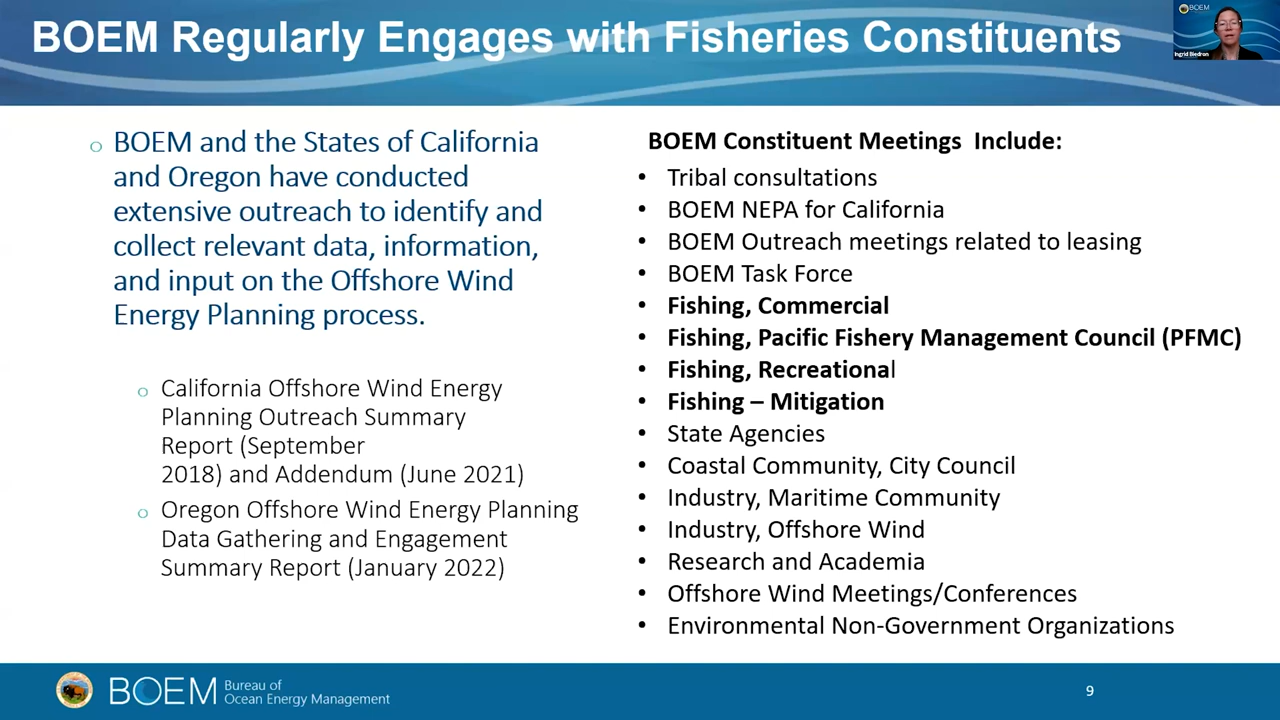 BOEM Regularly Engages with Fisheries Constituents
BOEM
Ingrid Biedron
o BOEM and the States of California
and Oregon have conducted
extensive outreach to identify and
collect relevant data, information,
and input on the Offshore Wind
Energy Planning process.
o California Offshore Wind Energy
Planning Outreach Summary
Report (September
2018) and Addendum (June 2021)
o Oregon Offshore Wind Energy Planning
Data Gathering and Engagement
Summary Report (January 2022)
BOEM Constituent Meetings Include:
• Tribal consultations
• BOEM NEPA for California
• BOEM Outreach meetings related to leasing
• BOEM Task Force
• Fishing, Commercial
• Fishing, Pacific Fishery Management Council (PFMC)
• Fishing, Recreational
• Fishing – Mitigation
• State Agencies
• Coastal Community, City Council
• Industry, Maritime Community
• Industry, Offshore Wind
• Research and Academia
• Offshore Wind Meetings/Conferences
• Environmental Non-Government Organizations
BOEM
Bureau of
Ocean Energy Management
9